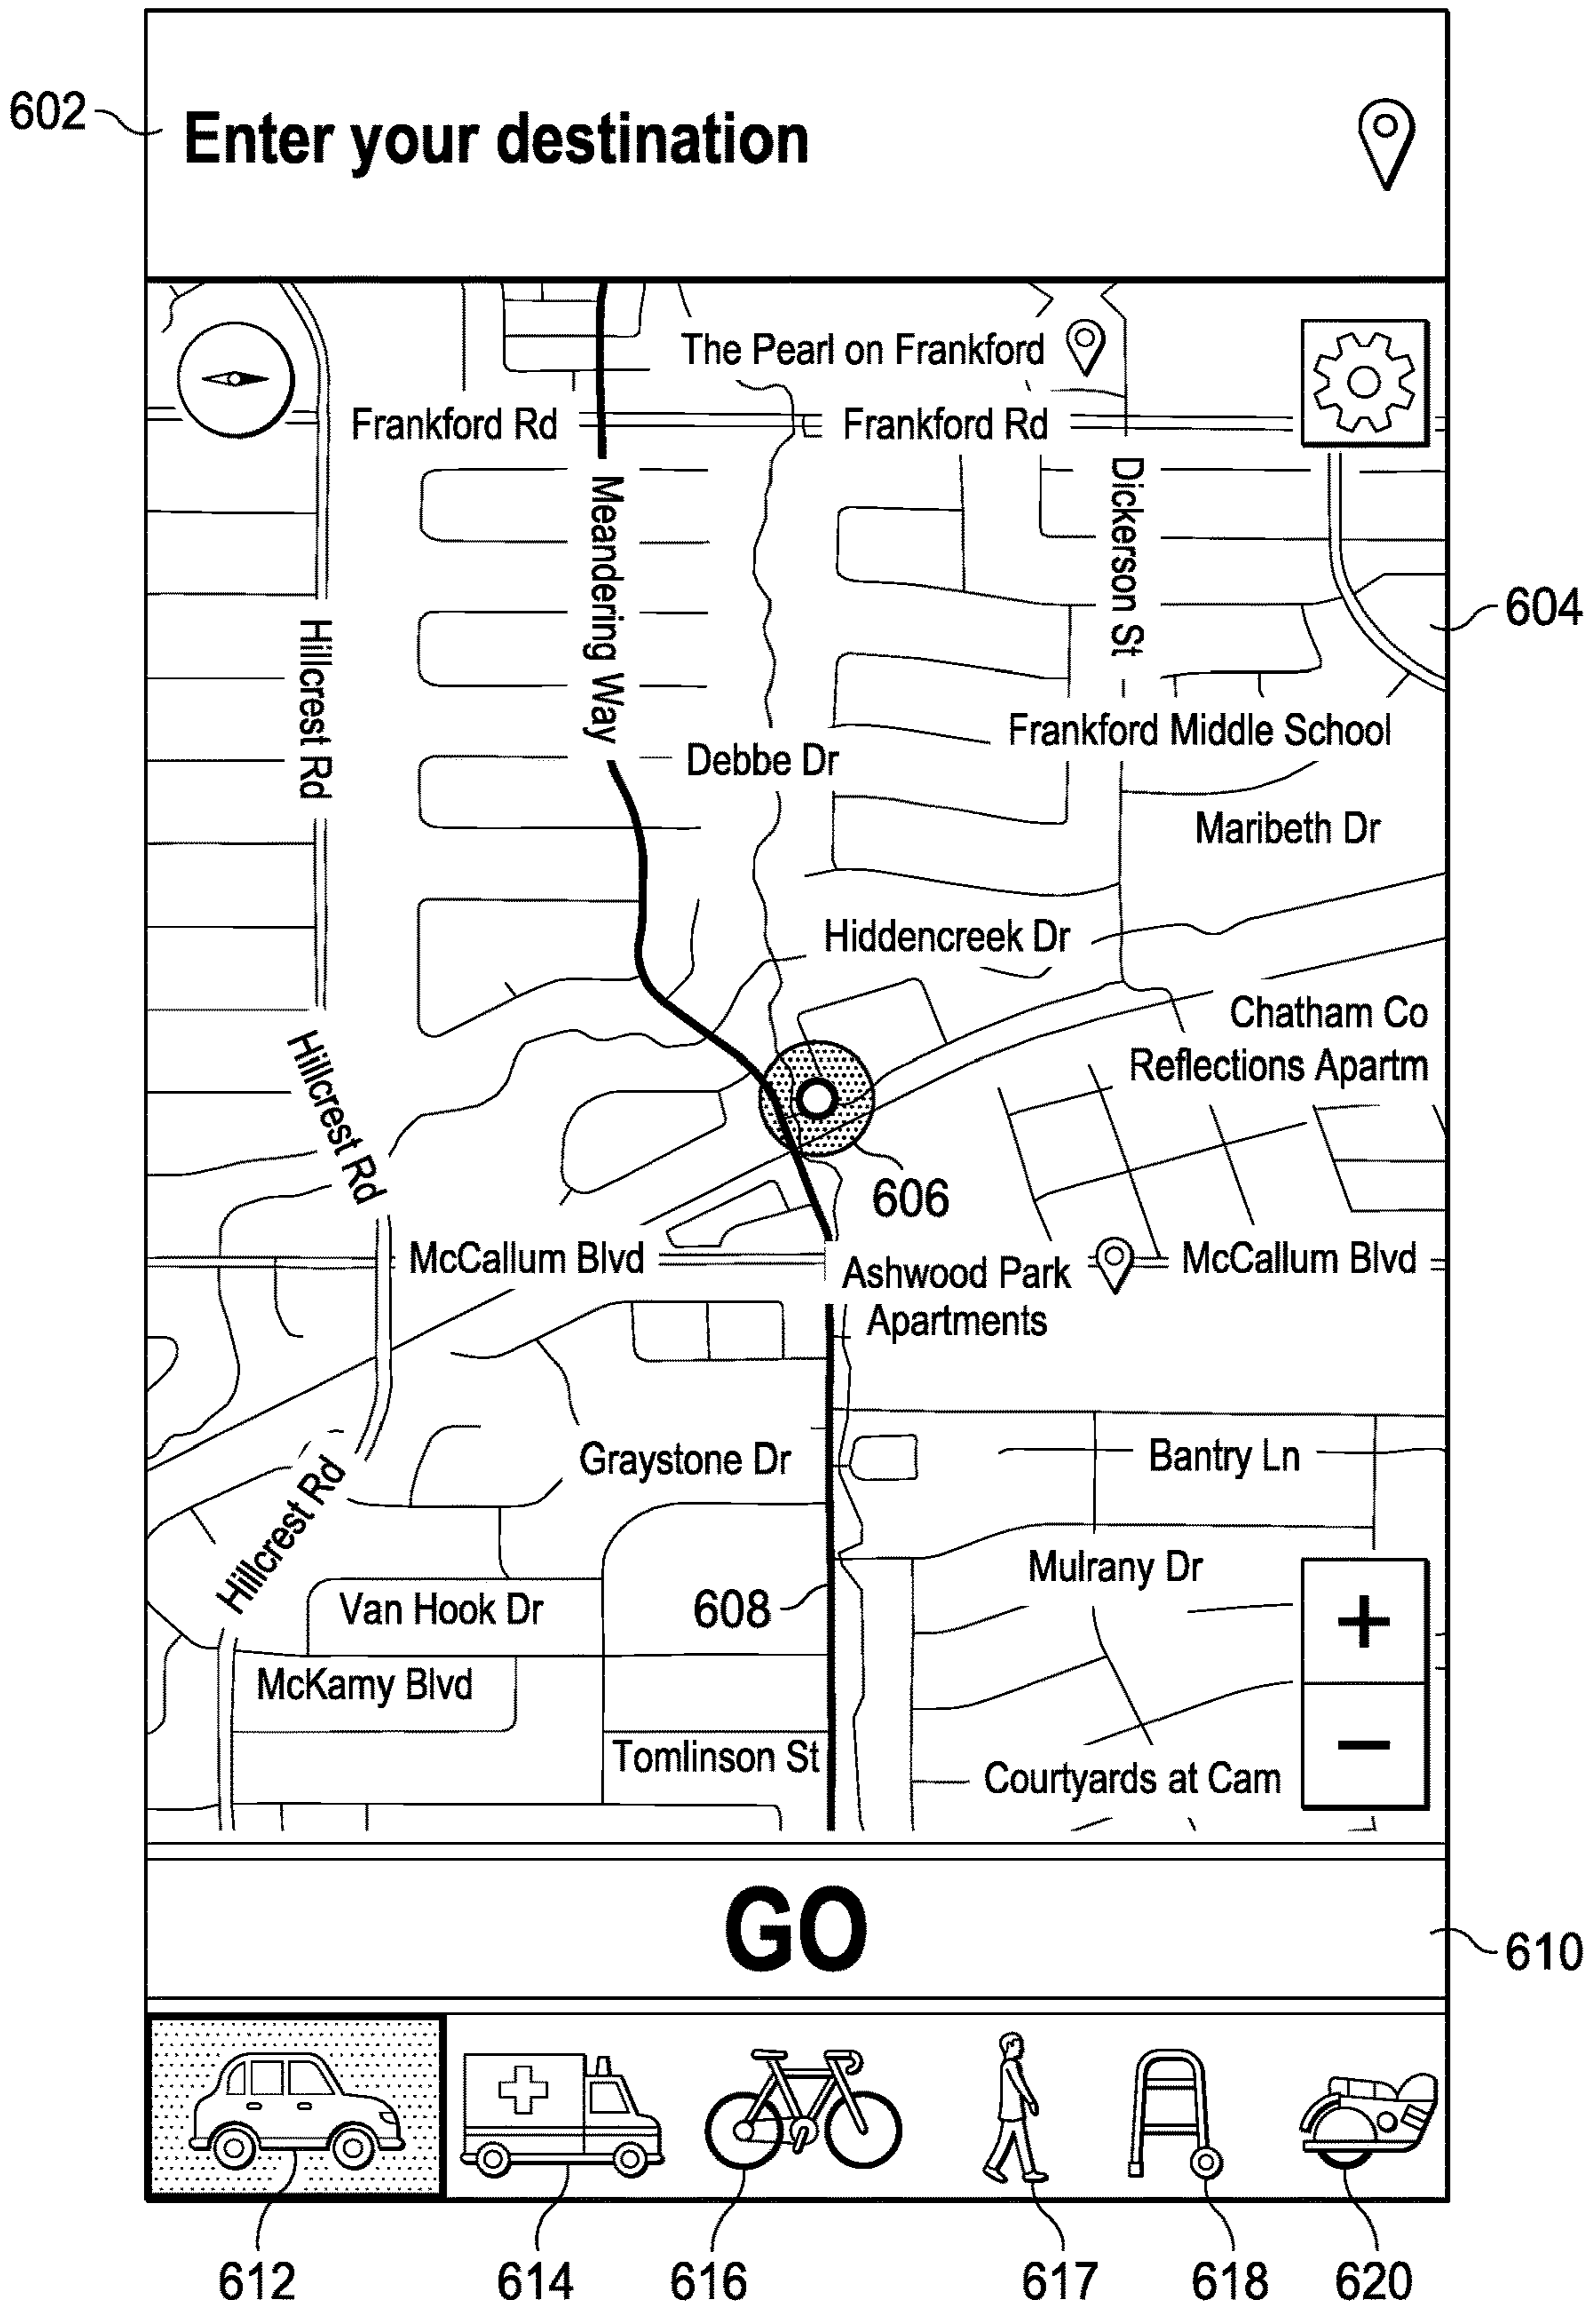 602
Enter your destination
The Pearl on Frankford
Frankford Rd
Frankford Rd
Meandering Way
Dickerson St
604
Hillcrest Rd
Frankford Middle School
Debbe Dr
Maribeth Dr
Hiddencreek Dr
Chatham Co
Reflections Apartm
Hillcrest Rd
606
McCallum Blvd
Ashwood Park
Apartments
McCallum Blvd
Graystone Dr
Bantry Ln
Hillcrest Rd
Mulrany Dr
Van Hook Dr
608
+
McKamy Blvd
−
Tomlinson St
Courtyards at Cam
GO
610
612
614
616
617
618
620